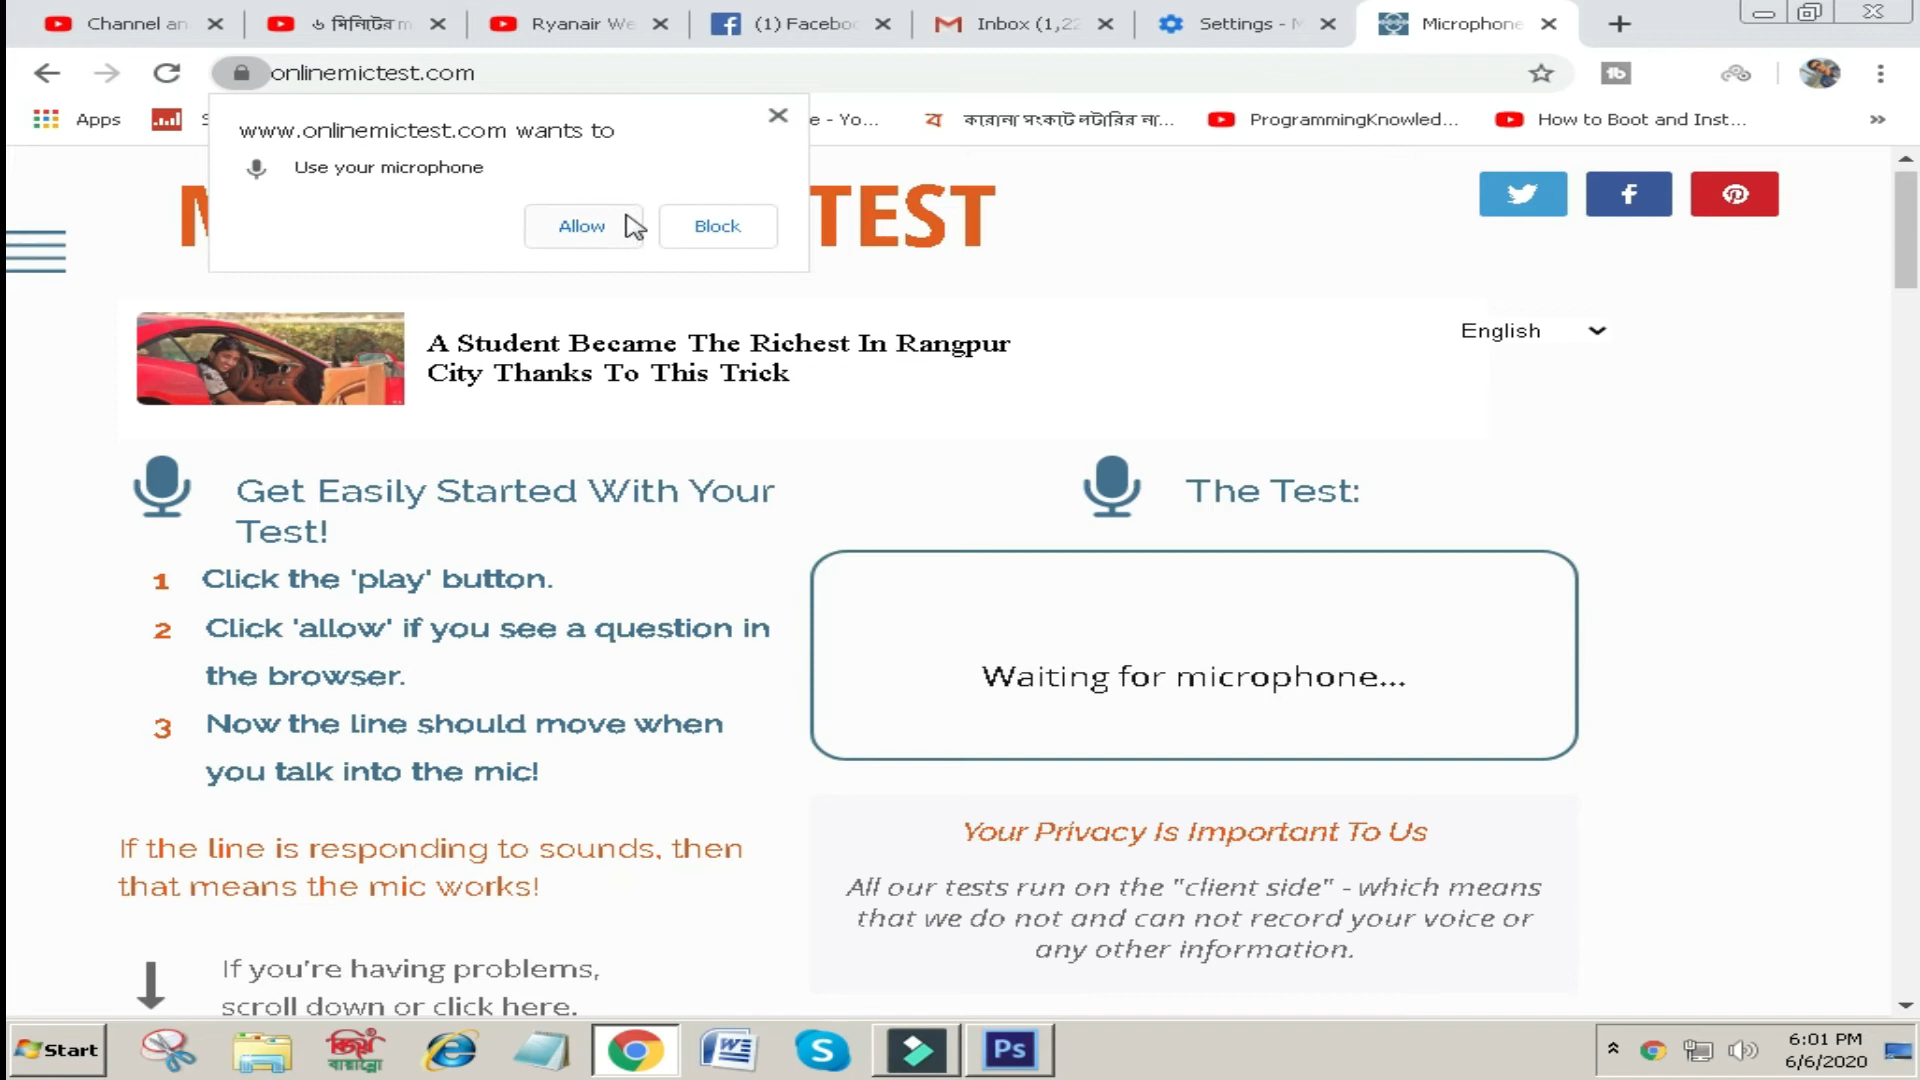 Channel an
৬ মিনিটের m
Ryanair We
(1) Facebo
Inbox (1,22
Settings - M
Microphone
onlinemictest.com
Apps
e - Yo...
করোনা সংকটে লটারির না...
ProgrammingKnowled...
How to Boot and Inst...
www.onlinemictest.com wants to
Use your microphone
Allow
Block
TEST
A Student Became The Richest In Rangpur
City Thanks To This Trick
English
Get Easily Started With Your
Test!
1 Click the 'play' button.
2 Click 'allow' if you see a question in
the browser.
3 Now the line should move when
you talk into the mic!
If the line is responding to sounds, then
that means the mic works!
If you're having problems,
scroll down or click here.
The Test:
Waiting for microphone...
Your Privacy Is Important To Us
All our tests run on the "client side" - which means
that we do not and can not record your voice or
any other information.
Start
বিজয়
বায়ান্নো
Ps
6:01 PM
6/6/2020